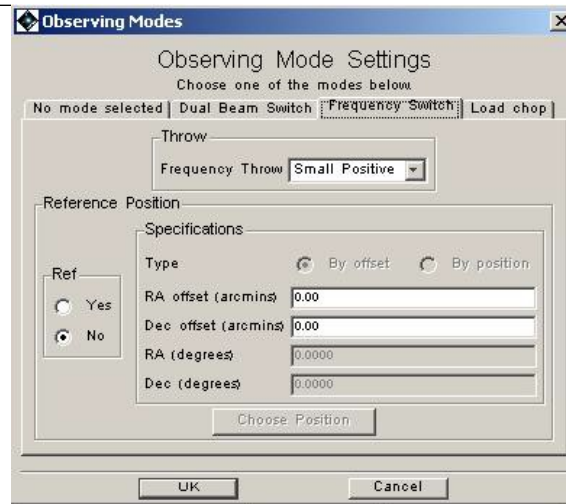 Observing Modes
Observing Mode Settings
Choose one of the modes below.
No mode selected Dual Beam Switch Frequency Switch Load chop
Throw
Frequency Throw Small Positive
Reference Position
Specifications
Type By offset By position
Ref
Yes
No
RA offset (arcmins) 0.00
Dec offset (arcmins) 0.00
RA (degrees) 0.0000
Dec (degrees) 0.0000
Choose Position
OK Cancel